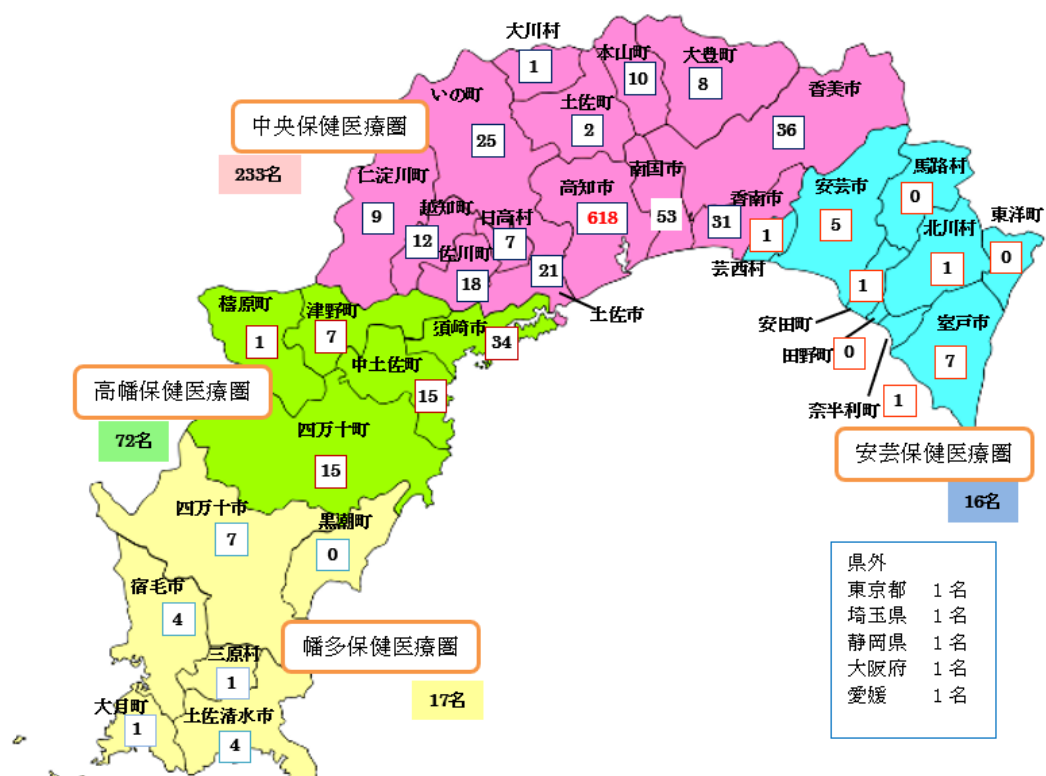 大川村
1
本山町
10
大豊町
8
いの町
25
土佐町
2
香美市
36
中央保健医療圏
233名
仁淀川町
9
越知町
12
日高村
7
佐川町
18
高知市
618
南国市
53
香南市
31
21
土佐市
安芸市
5
馬路村
0
東洋町
0
北川村
1
芸西村
1
安田町
1
田野町
0
奈半利町
1
室戸市
7
安芸保健医療圏
16名
梼原町
1
津野町
7
須崎市
34
中土佐町
15
高幡保健医療圏
72名
四万十町
15
四万十市
7
黒潮町
0
宿毛市
4
三原村
1
幡多保健医療圏
17名
大月町
1
土佐清水市
4
県外
東京都 1名
埼玉県 1名
静岡県 1名
大阪府 1名
愛媛 1名